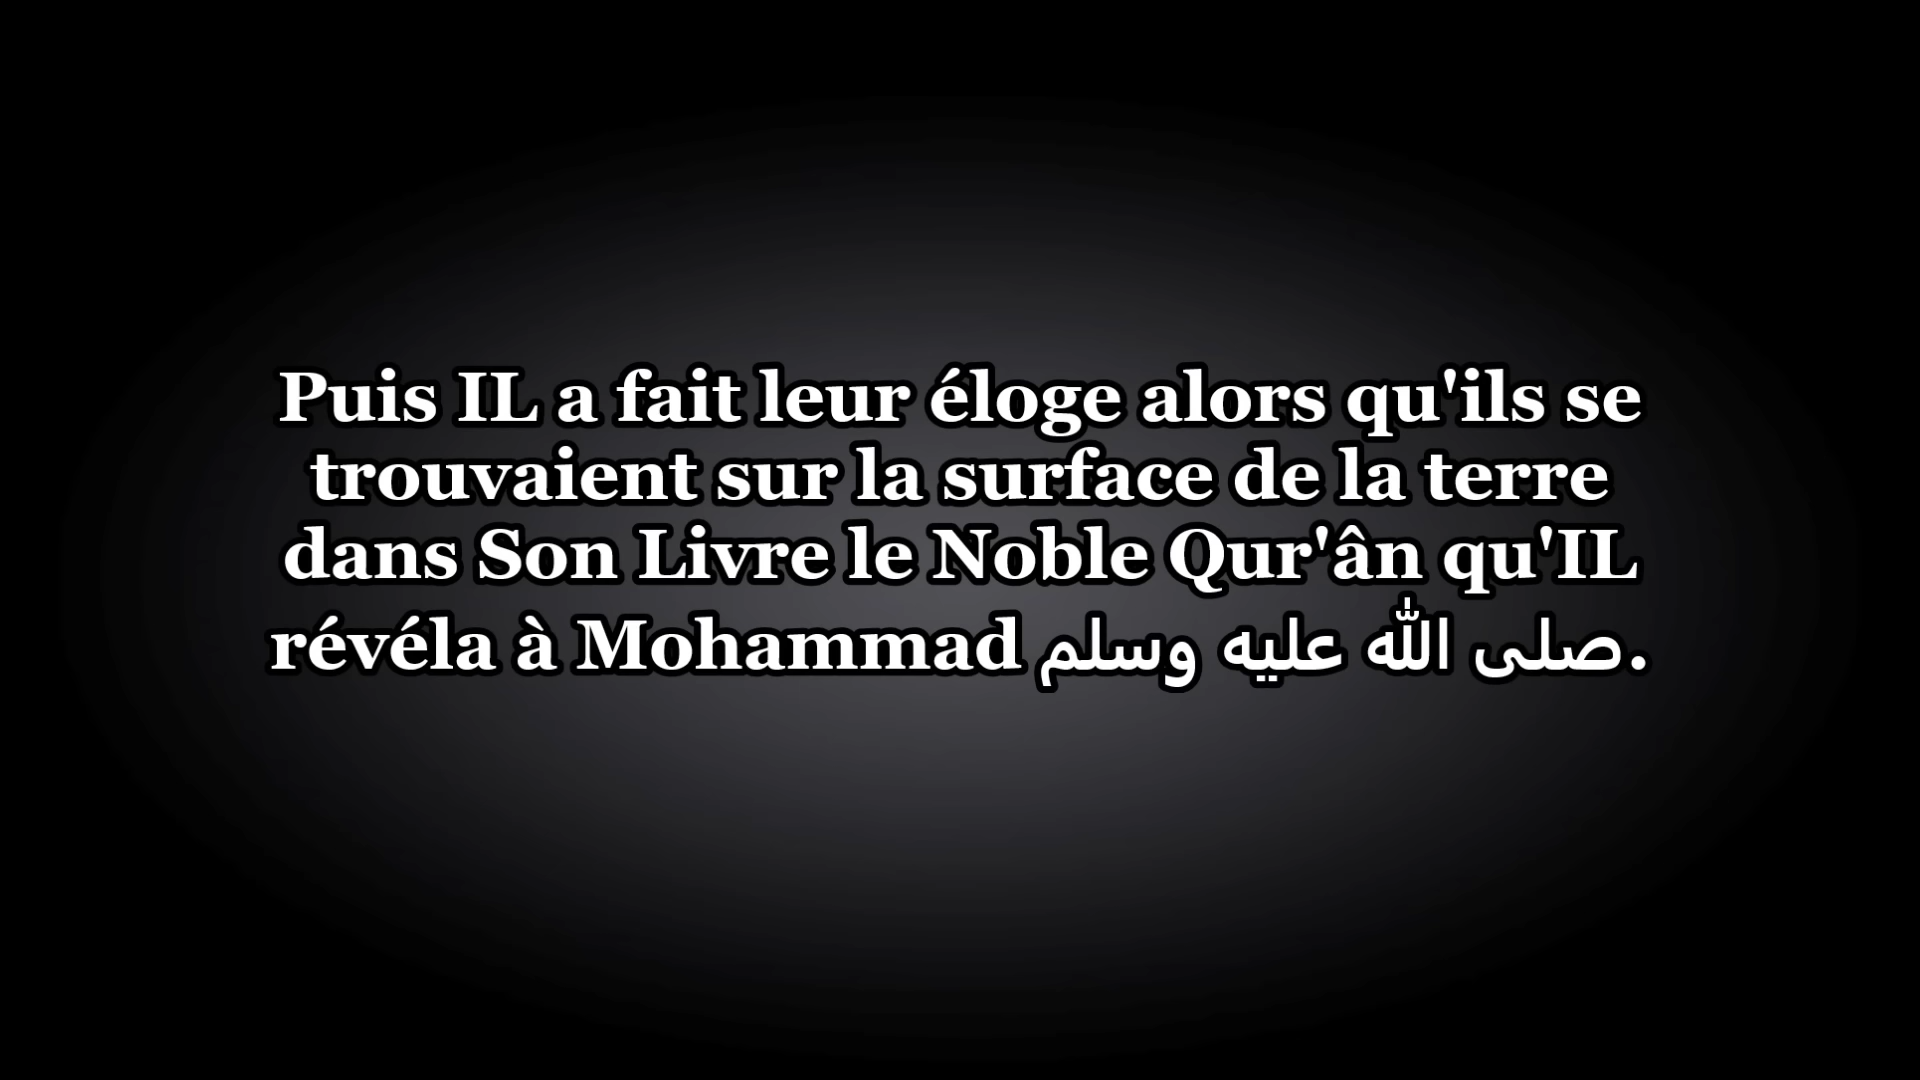 Puis IL a fait leur éloge alors qu'ils se
trouvaient sur la surface de la terre
dans Son Livre le Noble Qur'ân qu'IL
révéla à Mohammad صلى الله عليه وسلم.